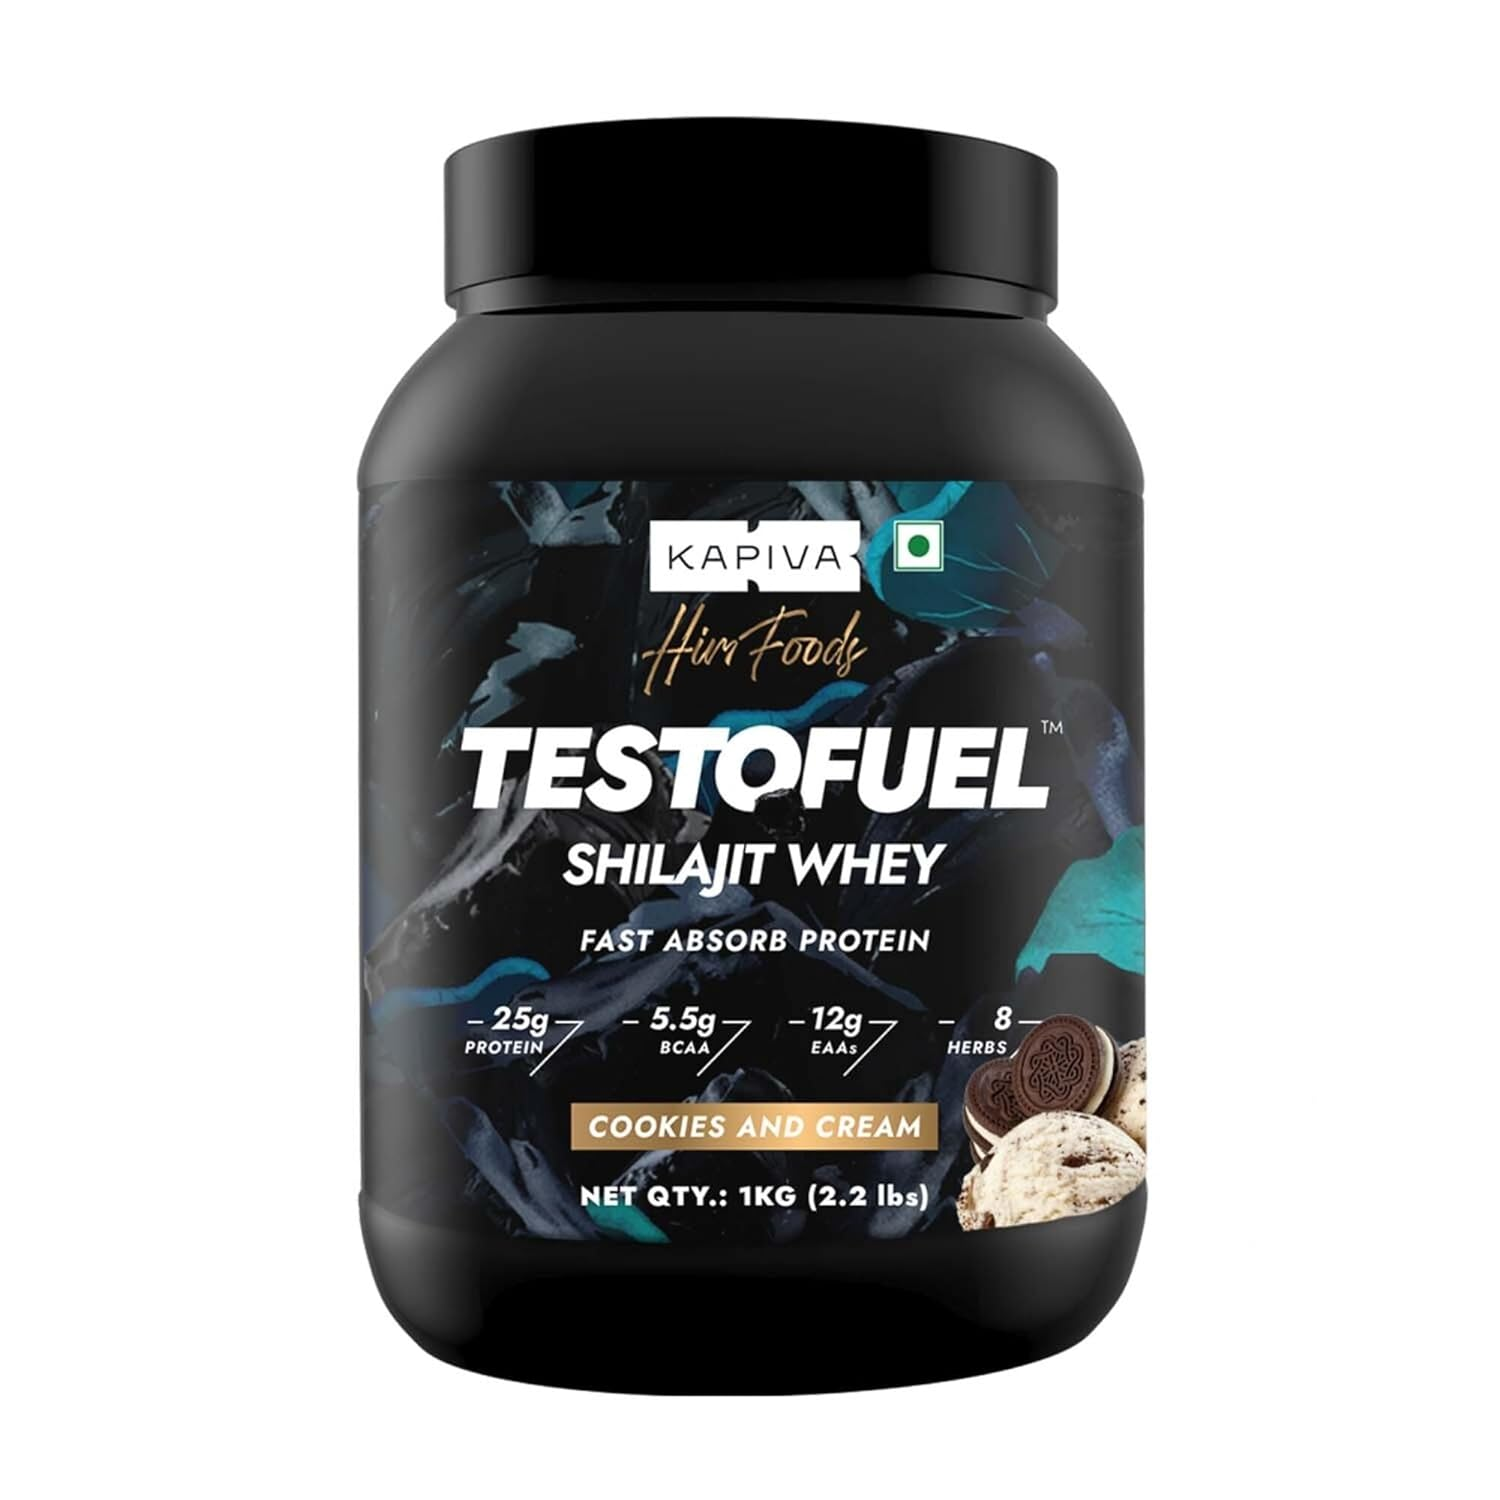 KAPIVA
Him Foods
TESTOFUEL™
SHILAJIT WHEY
FAST ABSORB PROTEIN
25g 5.5g 12g 8
PROTEIN BCAA EAAs HERBS
COOKIES AND CREAM
NET QTY.: 1KG (2.2 lbs)